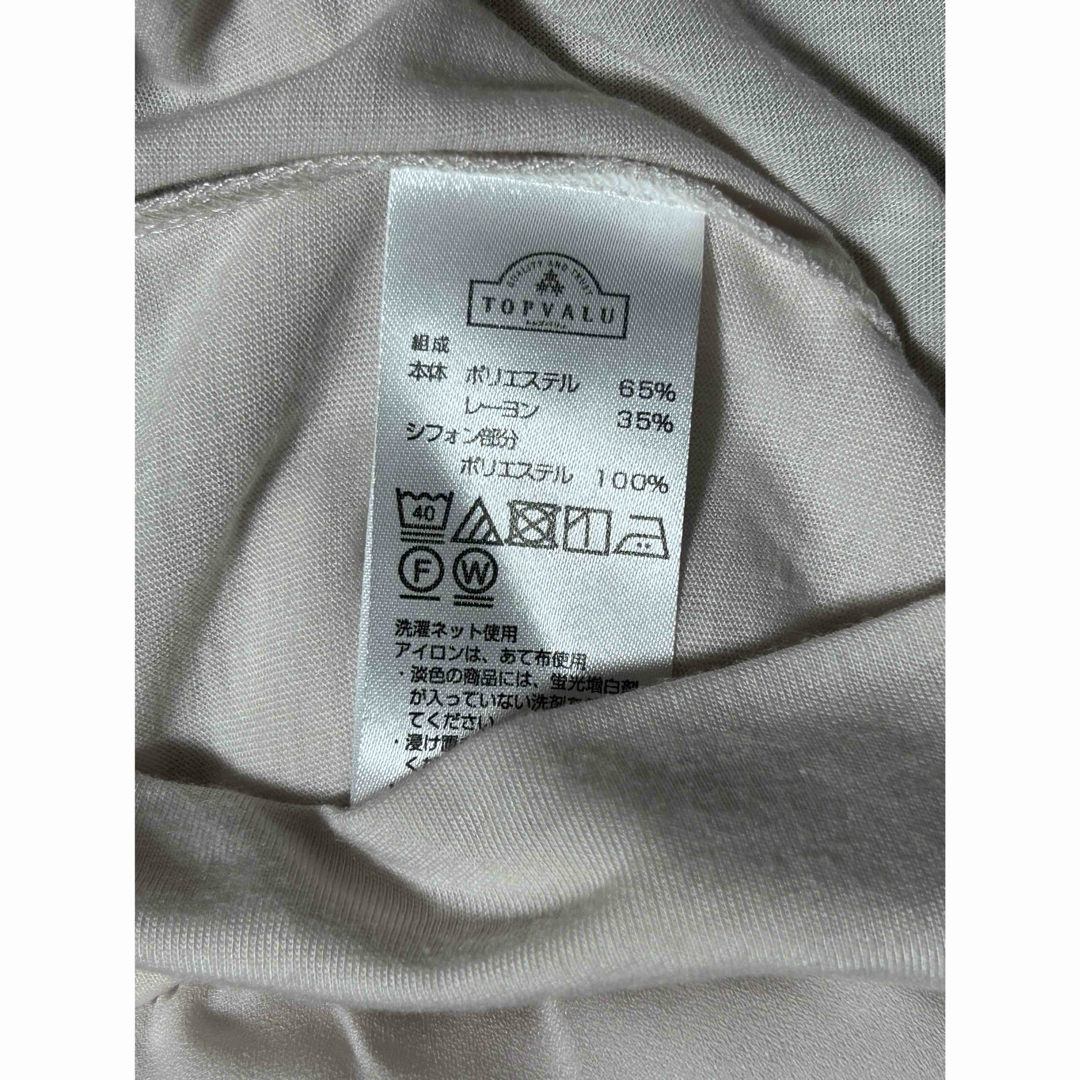 QUALITY AND TRUST
TOPVALU
組成
本体 ポリエステル 65%
レーヨン 35%
シフォン部分
ポリエステル 100%
40
F W
洗濯ネット使用
アイロンは、あて布使用
・淡色の商品には、蛍光増白剤
が入っていない洗剤を
てください
・浸け置